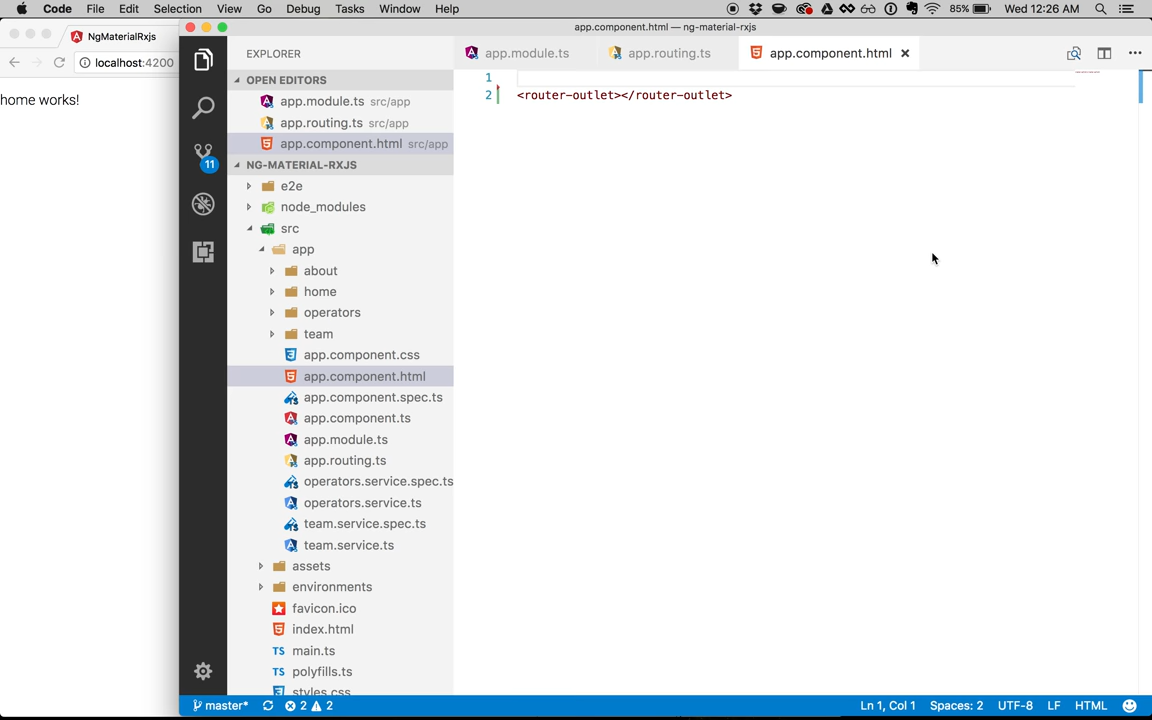 Code File Edit Selection View Go Debug Tasks Window Help 85% Wed 12:26 AM
NgMaterialRxjs
app.component.html — ng-material-rxjs
localhost:4200
home works!
EXPLORER
app.module.ts app.routing.ts app.component.html
OPEN EDITORS
app.module.ts src/app
app.routing.ts src/app
app.component.html src/app
11
NG-MATERIAL-RXJS
e2e
node_modules
src
app
about
home
operators
team
app.component.css
app.component.html
app.component.spec.ts
app.component.ts
app.module.ts
app.routing.ts
operators.service.spec.ts
operators.service.ts
team.service.spec.ts
team.service.ts
assets
environments
favicon.ico
index.html
TS main.ts
TS polyfills.ts
styles.css
1
2 <router-outlet></router-outlet>
master* 2 2 Ln 1, Col 1 Spaces: 2 UTF-8 LF HTML